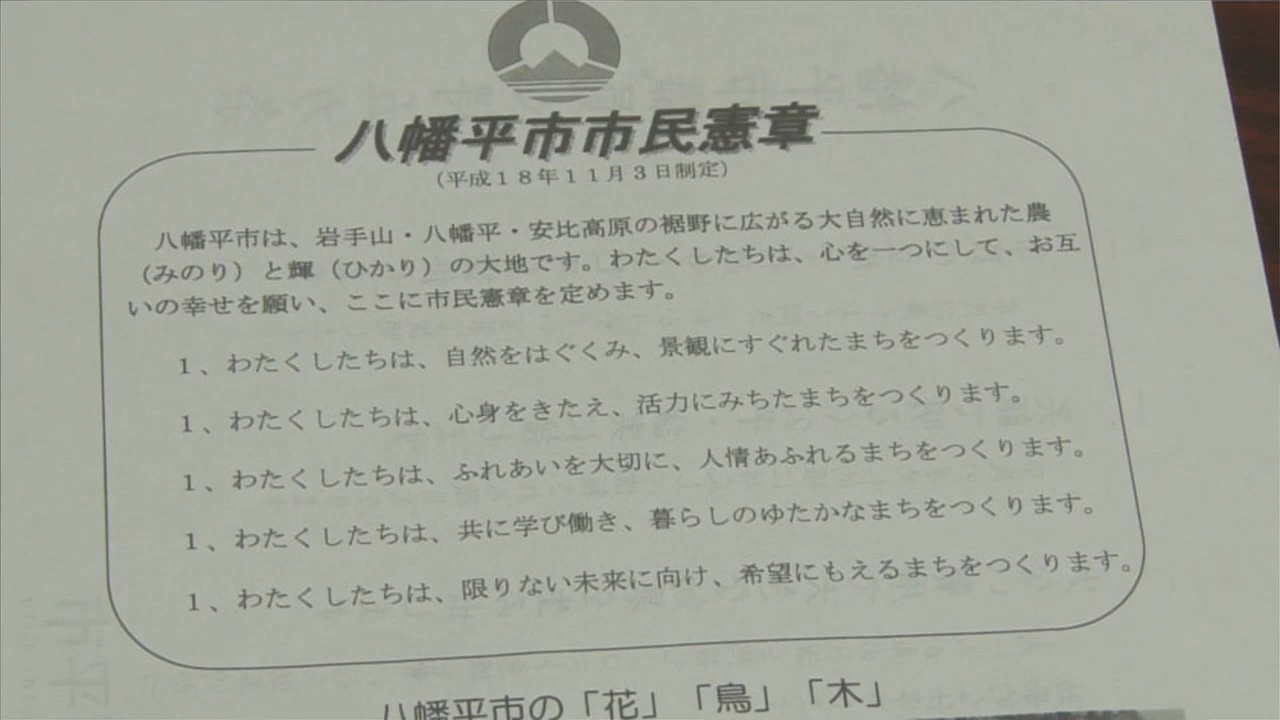 八幡平市市民憲章
（平成１８年１１月３日制定）
八幡平市は、岩手山・八幡平・安比高原の裾野に広がる大自然に恵まれた農
（みのり）と輝（ひかり）の大地です。わたくしたちは、心を一つにして、お互
いの幸せを願い、ここに市民憲章を定めます。
１、わたくしたちは、自然をはぐくみ、景観にすぐれたまちをつくります。
１、わたくしたちは、心身をきたえ、活力にみちたまちをつくります。
１、わたくしたちは、ふれあいを大切に、人情あふれるまちをつくります。
１、わたくしたちは、共に学び働き、暮らしのゆたかなまちをつくります。
１、わたくしたちは、限りない未来に向け、希望にもえるまちをつくります。
八幡平市の「花」「鳥」「木」